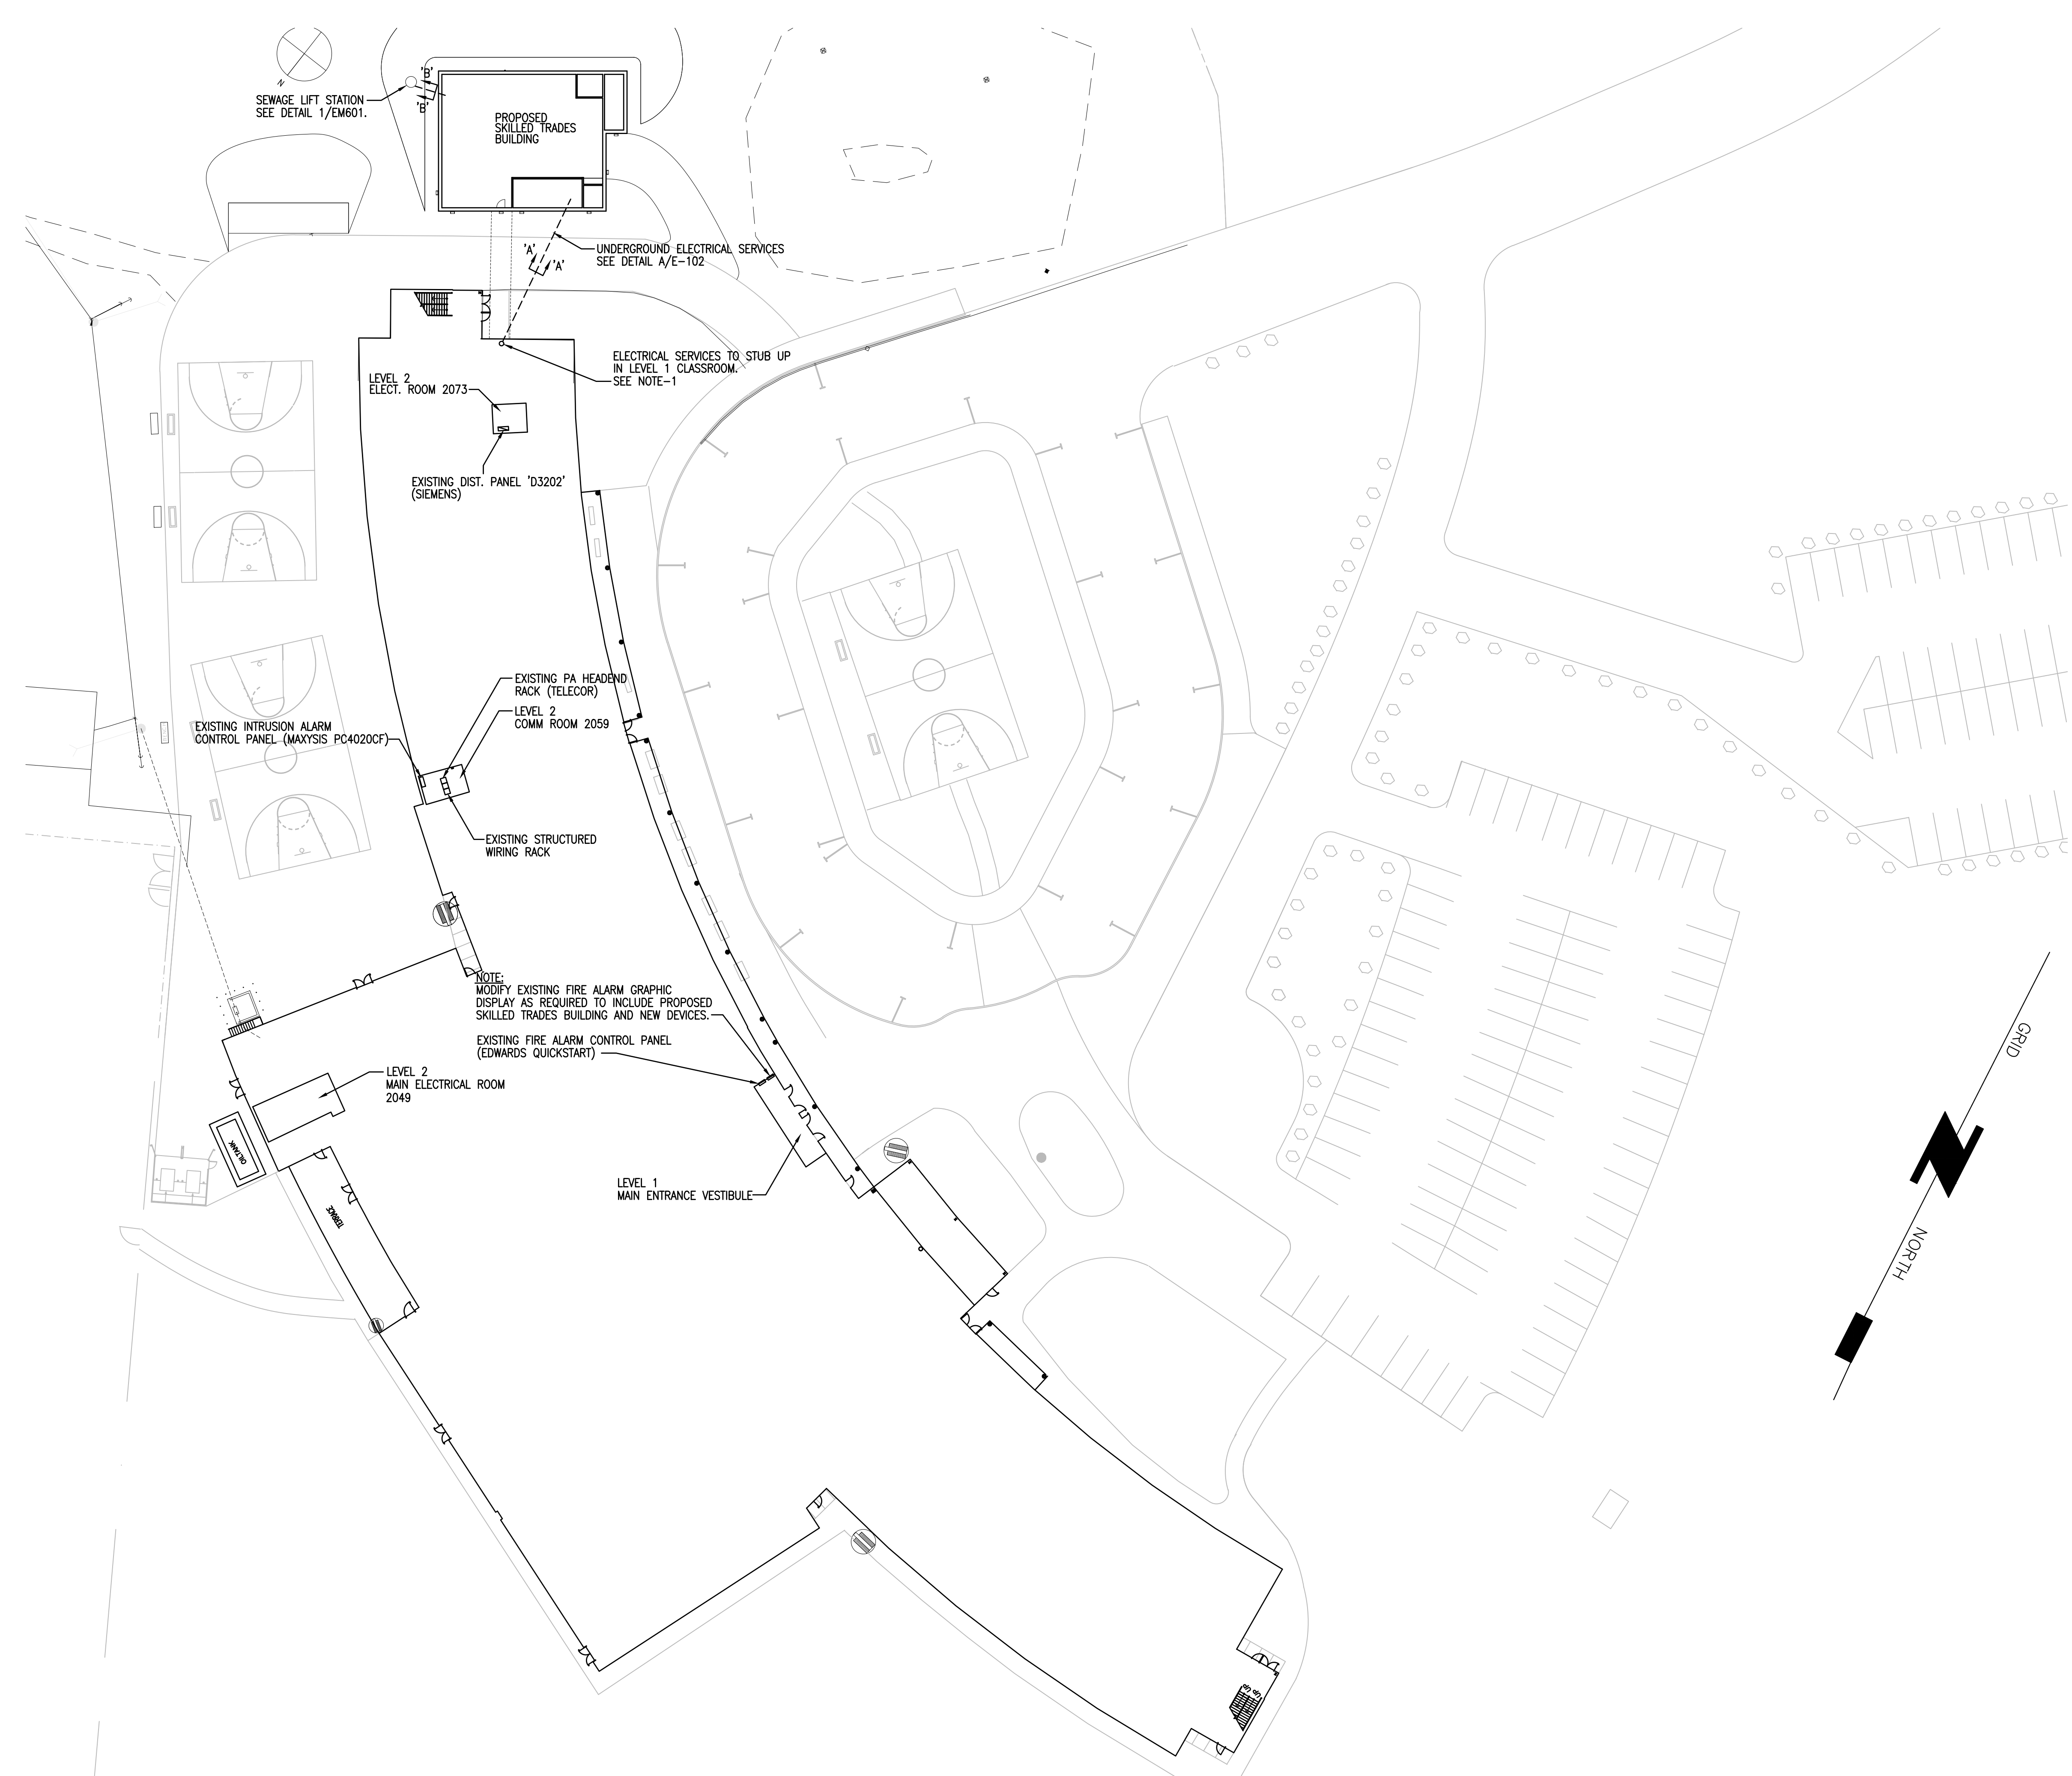 N
'B'
SEWAGE LIFT STATION
SEE DETAIL 1/EM601.
'B'
PROPOSED
SKILLED TRADES
BUILDING
'A'
'A'
UNDERGROUND ELECTRICAL SERVICES
SEE DETAIL A/E-102
ELECTRICAL SERVICES TO STUB UP
IN LEVEL 1 CLASSROOM.
SEE NOTE-1
LEVEL 2
ELECT. ROOM 2073
EXISTING DIST. PANEL 'D3202'
(SIEMENS)
EXISTING PA HEADEND
RACK (TELECOR)
LEVEL 2
COMM ROOM 2059
EXISTING INTRUSION ALARM
CONTROL PANEL (MAXYSIS PC4020CF)
EXISTING STRUCTURED
WIRING RACK
NOTE:
MODIFY EXISTING FIRE ALARM GRAPHIC
DISPLAY AS REQUIRED TO INCLUDE PROPOSED
SKILLED TRADES BUILDING AND NEW DEVICES.
EXISTING FIRE ALARM CONTROL PANEL
(EDWARDS QUICKSTART)
LEVEL 2
MAIN ELECTRICAL ROOM
2049
OILTANK
TERRACE
LEVEL 1
MAIN ENTRANCE VESTIBULE
GRID
NORTH